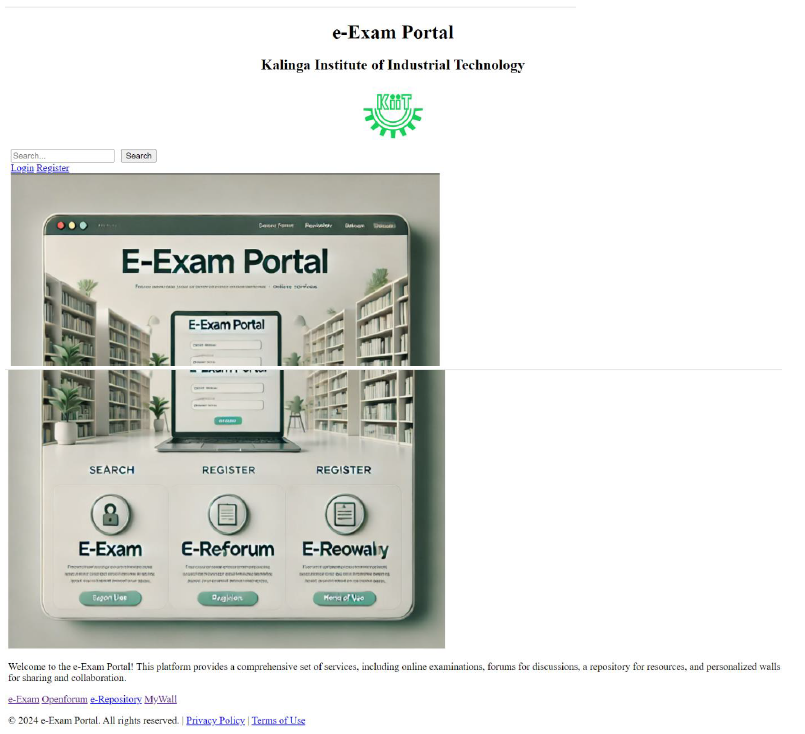 e-Exam Portal
Kalinga Institute of Industrial Technology
KiiT
Search... Search
Login Register
E-Exam Portal
E-Exam Portal
SEARCH REGISTER REGISTER
E-Exam E-Reforum E-Reowaly
Welcome to the e-Exam Portal! This platform provides a comprehensive set of services, including online examinations, forums for discussions, a repository for resources, and personalized walls
for sharing and collaboration.
e-Exam Openforum e-Repository MyWall
© 2024 e-Exam Portal. All rights reserved. | Privacy Policy | Terms of Use